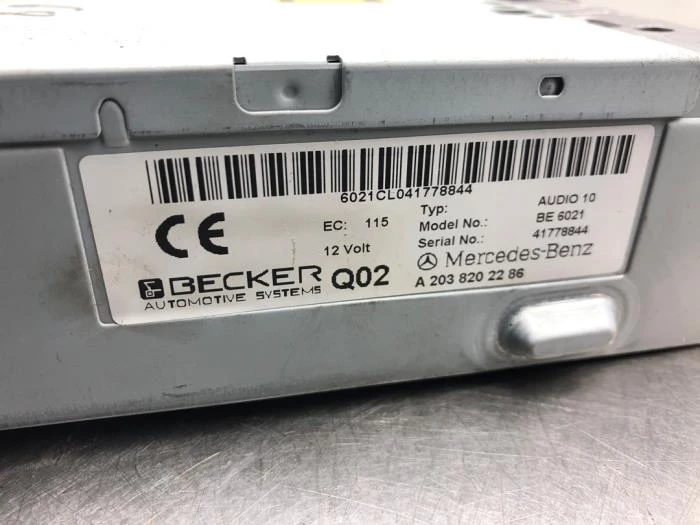 6021CL041778844
CE
EC: 115
12 Volt
Typ: AUDIO 10
Model No.: BE 6021
Serial No.: 41778844
Mercedes-Benz
BECKER
AUTOMOTIVE SYSTEMS
Q02
A 203 820 22 86